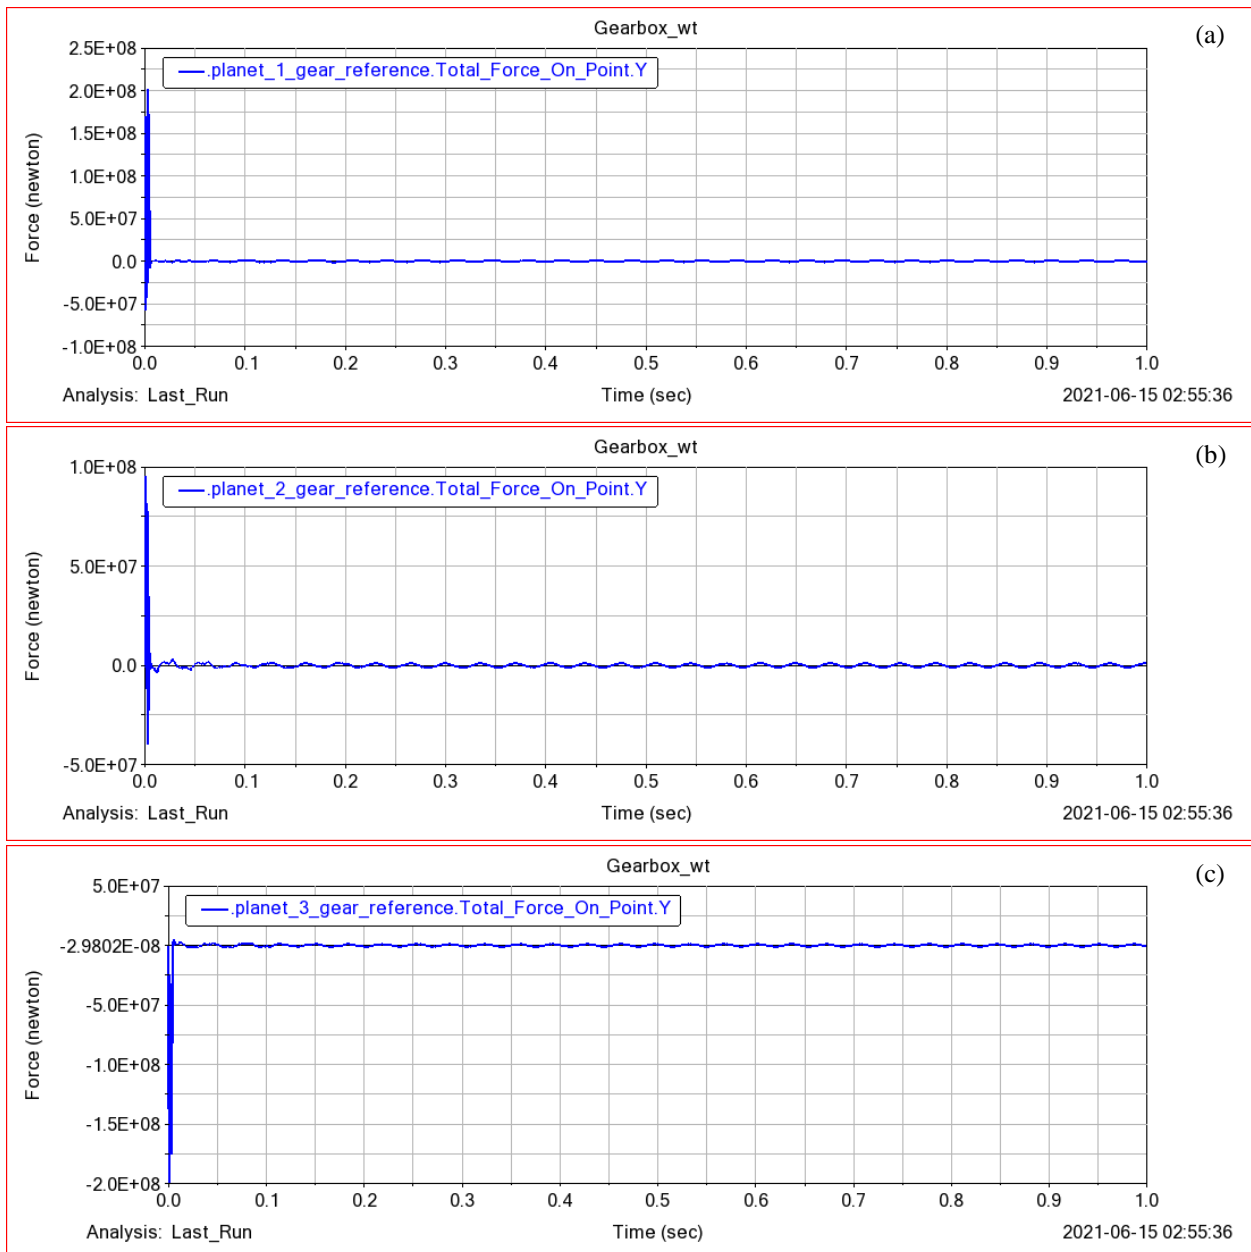 Gearbox_wt
(a)
2.5E+08
.planet_1_gear_reference.Total_Force_On_Point.Y
2.0E+08
1.5E+08
1.0E+08
5.0E+07
0.0
-5.0E+07
-1.0E+08
Force (newton)
0.0 0.1 0.2 0.3 0.4 0.5 0.6 0.7 0.8 0.9 1.0
Analysis: Last_Run Time (sec) 2021-06-15 02:55:36
Gearbox_wt
(b)
1.0E+08
.planet_2_gear_reference.Total_Force_On_Point.Y
5.0E+07
0.0
-5.0E+07
Force (newton)
0.0 0.1 0.2 0.3 0.4 0.5 0.6 0.7 0.8 0.9 1.0
Analysis: Last_Run Time (sec) 2021-06-15 02:55:36
Gearbox_wt
(c)
5.0E+07
.planet_3_gear_reference.Total_Force_On_Point.Y
-2.9802E-08
-5.0E+07
-1.0E+08
-1.5E+08
-2.0E+08
Force (newton)
0.0 0.1 0.2 0.3 0.4 0.5 0.6 0.7 0.8 0.9 1.0
Analysis: Last_Run Time (sec) 2021-06-15 02:55:36